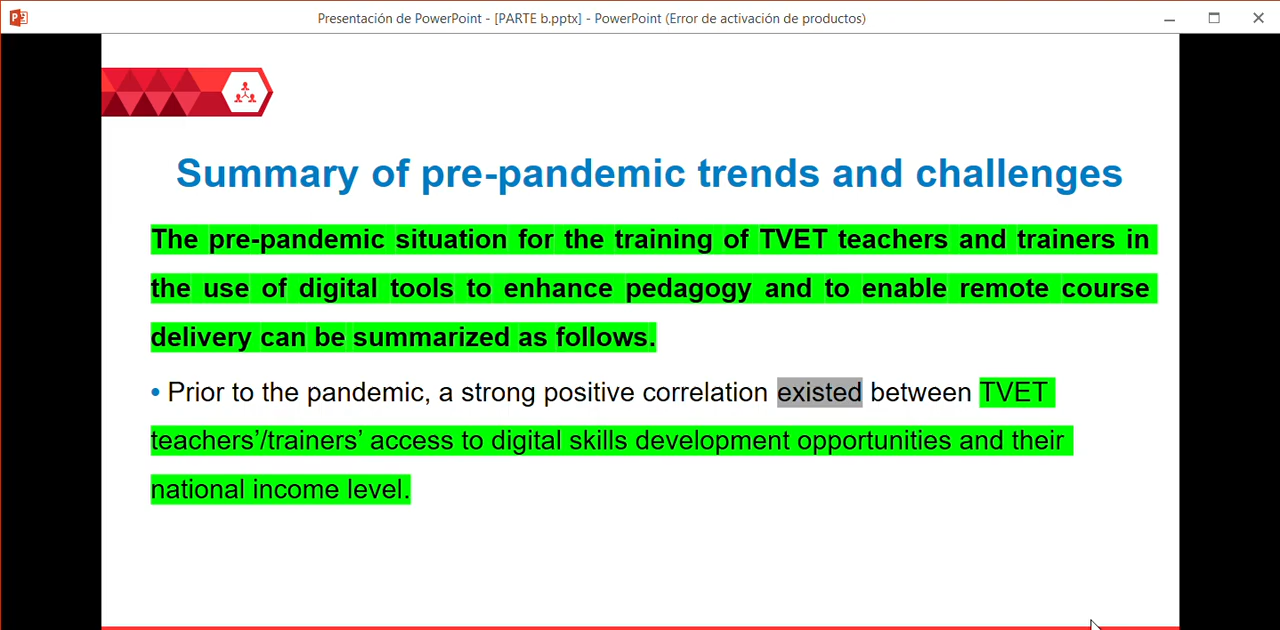 Presentación de PowerPoint - [PARTE b.pptx] - PowerPoint (Error de activación de productos)
Summary of pre-pandemic trends and challenges
The pre-pandemic situation for the training of TVET teachers and trainers in
the use of digital tools to enhance pedagogy and to enable remote course
delivery can be summarized as follows.
• Prior to the pandemic, a strong positive correlation existed between TVET
teachers’/trainers’ access to digital skills development opportunities and their
national income level.